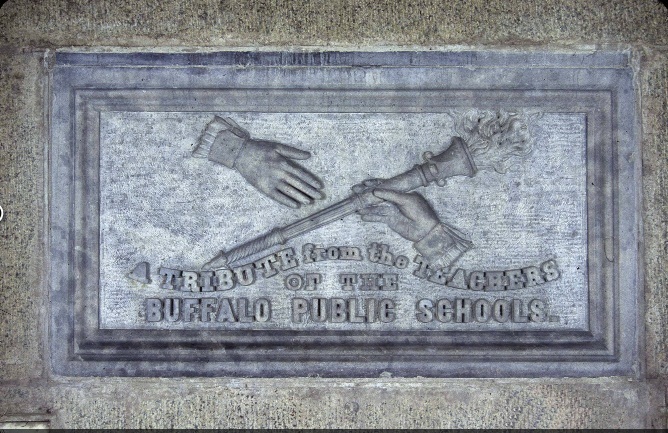 A TRIBUTE from the TEACHERS
OF THE
BUFFALO PUBLIC SCHOOLS.